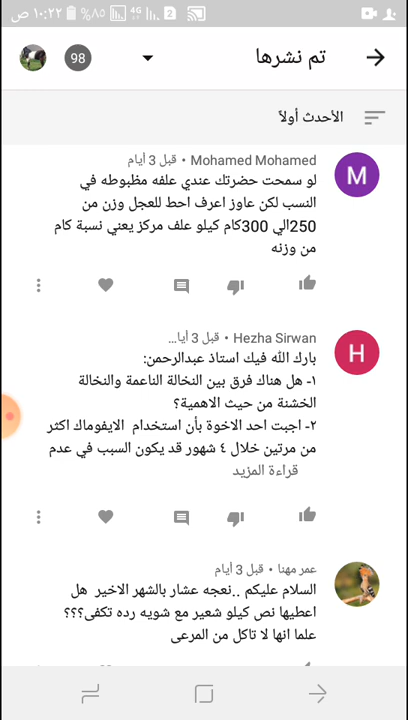 ١٠:٢٢ ص
٨٥%
4G
2
تم نشرها
98
الأحدث أولاً
Mohamed Mohamed • قبل 3 أيام
M
لو سمحت حضرتك عندي علفه مظبوطه في
النسب لكن عاوز اعرف احط للعجل وزن من
250الي 300كام كيلو علف مركز يعني نسبة كام
من وزنه
Hezha Sirwan • قبل 3 أيا...
H
بارك الله فيك استاذ عبدالرحمن:
١- هل هناك فرق بين النخالة الناعمة والنخالة
الخشنة من حيث الاهمية؟
٢- اجبت احد الاخوة بأن استخدام الايفوماك اكثر
من مرتين خلال ٤ شهور قد يكون السبب في عدم
قراءة المزيد
عمر مهنا • قبل 3 أيام
السلام عليكم ..نعجه عشار بالشهر الاخير هل
اعطيها نص كيلو شعير مع شويه رده تكفى؟؟؟
علما انها لا تاكل من المرعى